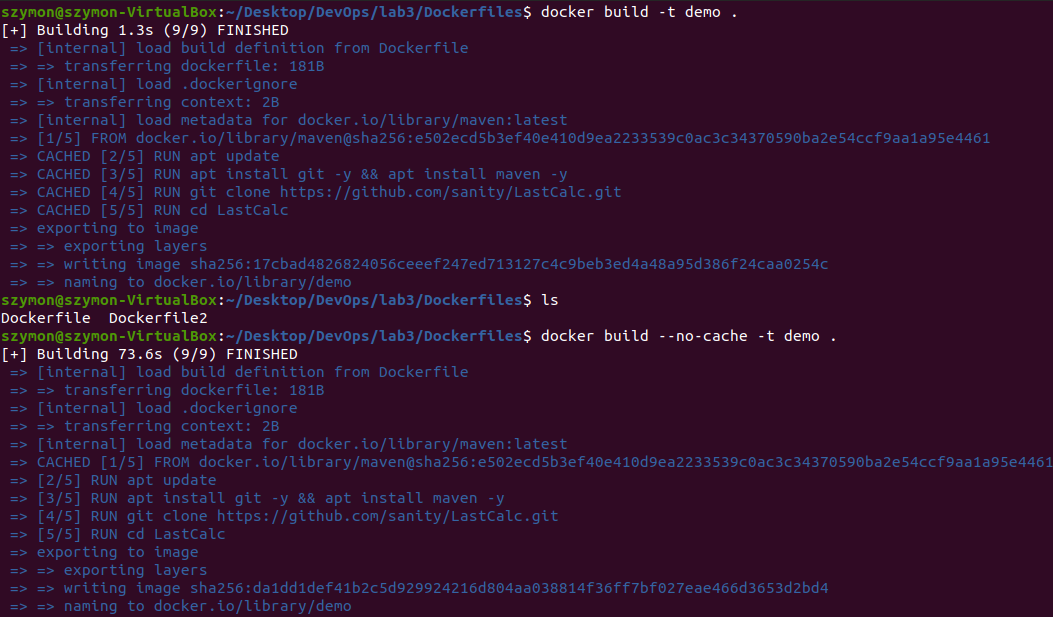 szymon@szymon-VirtualBox:~/Desktop/DevOps/lab3/Dockerfiles$ docker build -t demo .
[+] Building 1.3s (9/9) FINISHED
=> [internal] load build definition from Dockerfile
=> => transferring dockerfile: 181B
=> [internal] load .dockerignore
=> => transferring context: 2B
=> [internal] load metadata for docker.io/library/maven:latest
=> [1/5] FROM docker.io/library/maven@sha256:e502ecd5b3ef40e410d9ea2233539c0ac3c34370590ba2e54ccf9aa1a95e4461
=> CACHED [2/5] RUN apt update
=> CACHED [3/5] RUN apt install git -y && apt install maven -y
=> CACHED [4/5] RUN git clone https://github.com/sanity/LastCalc.git
=> CACHED [5/5] RUN cd LastCalc
=> exporting to image
=> => exporting layers
=> => writing image sha256:17cbad4826824056ceeef247ed713127c4c9beb3ed4a48a95d386f24caa0254c
=> => naming to docker.io/library/demo
szymon@szymon-VirtualBox:~/Desktop/DevOps/lab3/Dockerfiles$ ls
Dockerfile  Dockerfile2
szymon@szymon-VirtualBox:~/Desktop/DevOps/lab3/Dockerfiles$ docker build --no-cache -t demo .
[+] Building 73.6s (9/9) FINISHED
=> [internal] load build definition from Dockerfile
=> => transferring dockerfile: 181B
=> [internal] load .dockerignore
=> => transferring context: 2B
=> [internal] load metadata for docker.io/library/maven:latest
=> CACHED [1/5] FROM docker.io/library/maven@sha256:e502ecd5b3ef40e410d9ea2233539c0ac3c34370590ba2e54ccf9aa1a95e4461
=> [2/5] RUN apt update
=> [3/5] RUN apt install git -y && apt install maven -y
=> [4/5] RUN git clone https://github.com/sanity/LastCalc.git
=> [5/5] RUN cd LastCalc
=> exporting to image
=> => exporting layers
=> => writing image sha256:da1dd1def41b2c5d929924216d804aa038814f36ff7bf027eae466d3653d2bd4
=> => naming to docker.io/library/demo